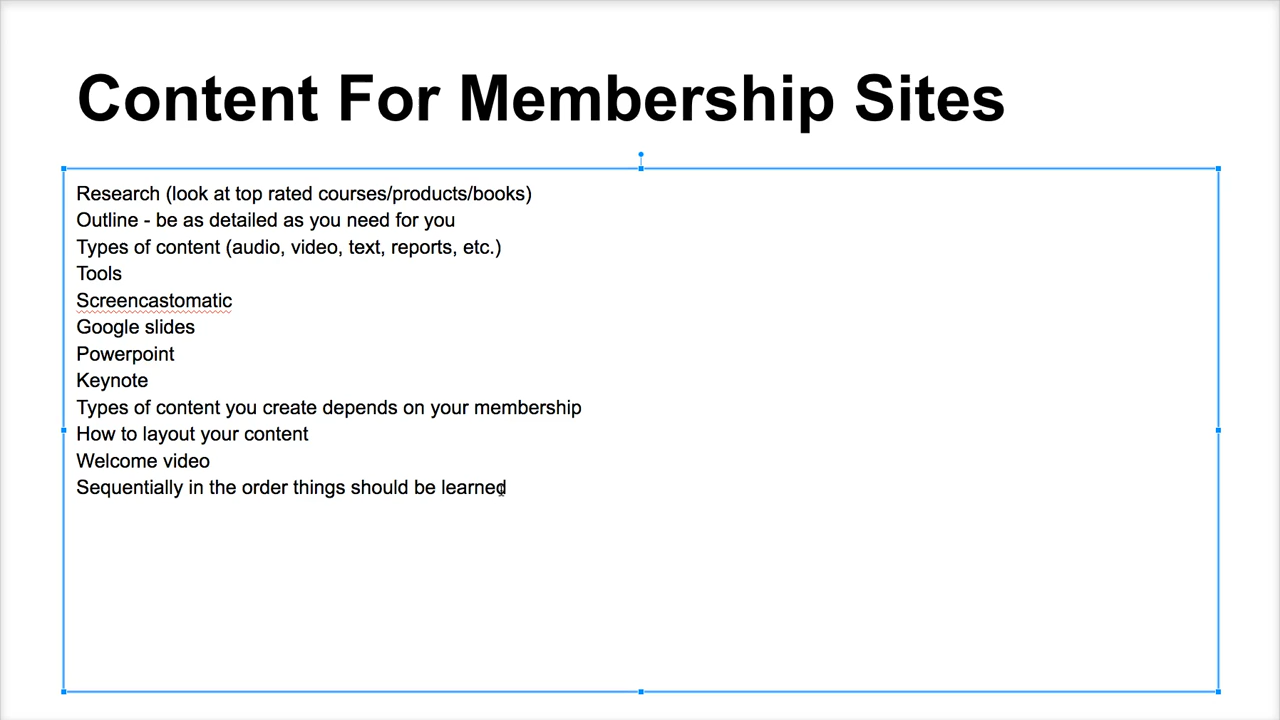 Content For Membership Sites
Research (look at top rated courses/products/books)
Outline - be as detailed as you need for you
Types of content (audio, video, text, reports, etc.)
Tools
Screencastomatic
Google slides
Powerpoint
Keynote
Types of content you create depends on your membership
How to layout your content
Welcome video
Sequentially in the order things should be learned